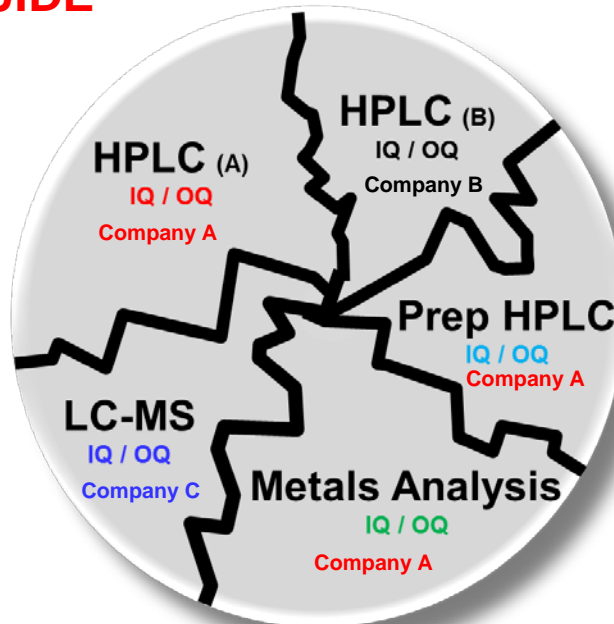 HPLC (A)
IQ / OQ
Company A
HPLC (B)
IQ / OQ
Company B
Prep HPLC
IQ / OQ
Company A
LC-MS
IQ / OQ
Company C
Metals Analysis
IQ / OQ
Company A